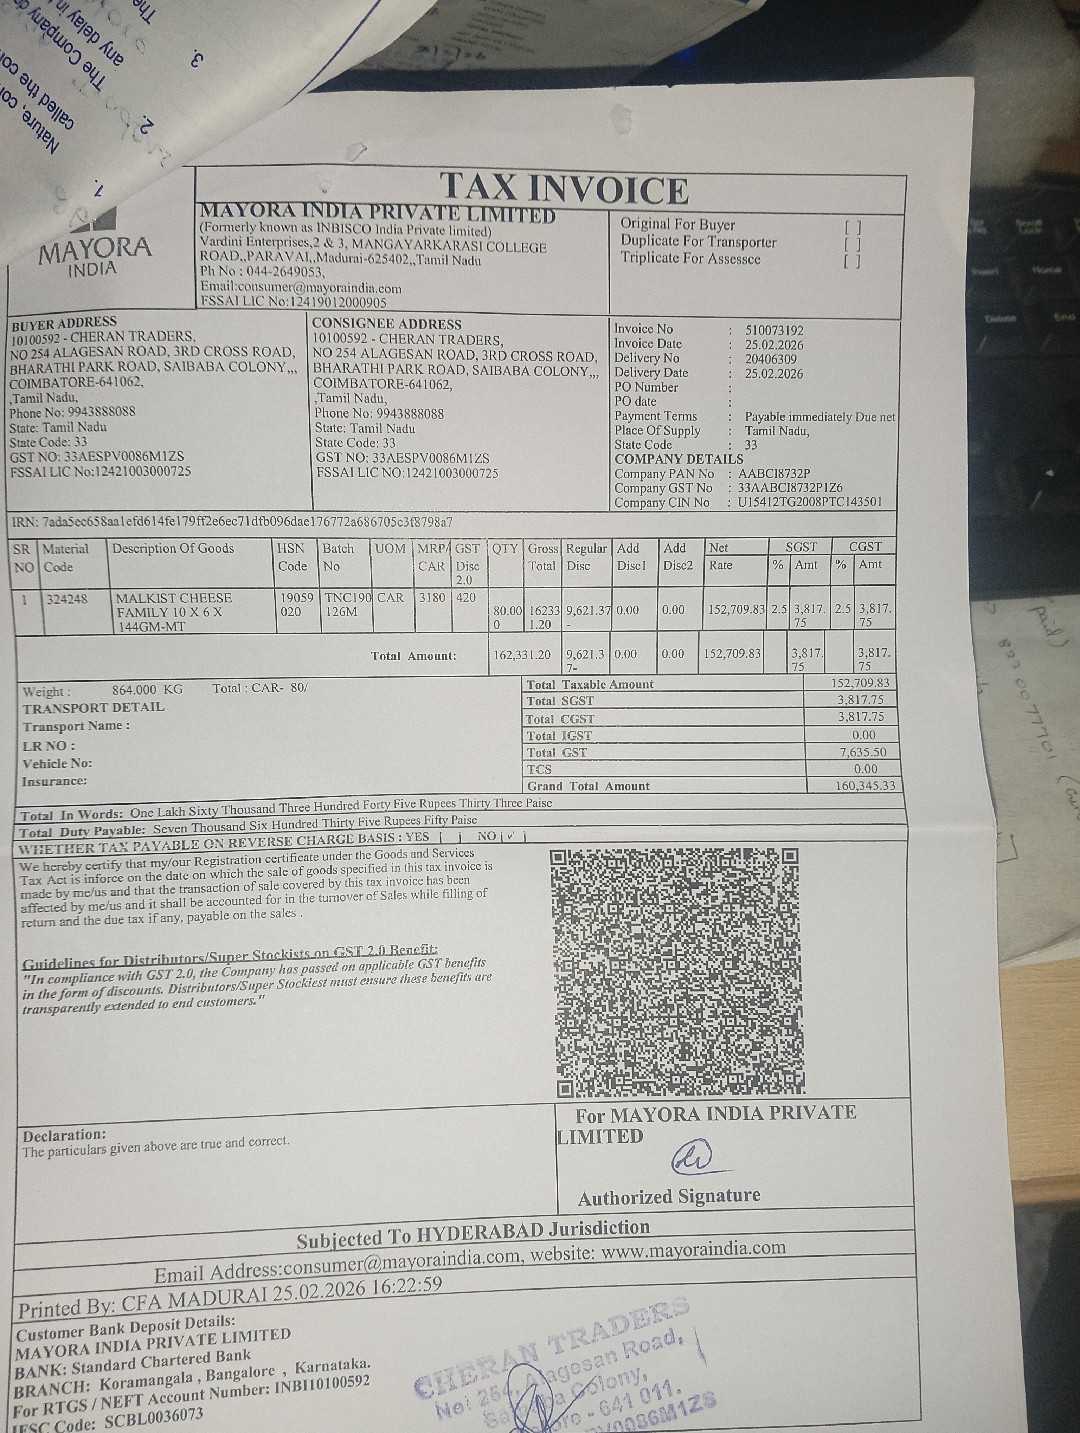 3.
The Company
any delay in
2.
called the
1.
Nature,
MAYORA
INDIA
TAX INVOICE
MAYORA INDIA PRIVATE LIMITED
(Formerly known as INBISCO India Private limited)
Vardini Enterprises,2 & 3, MANGAYARKARASI COLLEGE
ROAD,,PARAVAI,,Madurai-625402,,Tamil Nadu
Ph No : 044-2649053,
Email:consumer@mayoraindia.com
FSSAI LIC No:12419012000905
Original For Buyer [ ]
Duplicate For Transporter [ ]
Triplicate For Assessee [ ]
BUYER ADDRESS
10100592 - CHERAN TRADERS,
NO 254 ALAGESAN ROAD, 3RD CROSS ROAD,
BHARATHI PARK ROAD, SAIBABA COLONY,,,
COIMBATORE-641062,
,Tamil Nadu,
Phone No: 9943888088
State: Tamil Nadu
State Code: 33
GST NO: 33AESPV0086M1ZS
FSSAI LIC No:12421003000725
CONSIGNEE ADDRESS
10100592 - CHERAN TRADERS,
NO 254 ALAGESAN ROAD, 3RD CROSS ROAD,
BHARATHI PARK ROAD, SAIBABA COLONY,,,
COIMBATORE-641062,
,Tamil Nadu,
Phone No: 9943888088
State: Tamil Nadu
State Code: 33
GST NO: 33AESPV0086M1ZS
FSSAI LIC NO:12421003000725
Invoice No : 510073192
Invoice Date : 25.02.2026
Delivery No : 20406309
Delivery Date : 25.02.2026
PO Number :
PO date :
Payment Terms : Payable immediately Due net
Place Of Supply : Tamil Nadu,
State Code : 33
COMPANY DETAILS
Company PAN No : AABCI8732P
Company GST No : 33AABCI8732P1Z6
Company CIN No : U15412TG2008PTC143501
IRN: 7ada5ec658aa1efd614fe179ff2e6ec71dfb096dae176772a686705c3f8798a7
SR NO Material Code Description Of Goods HSN Code Batch No UOM MRP/ CAR GST Disc 2.0 QTY Gross Total Regular Disc Add Disc1 Add Disc2 Net Rate SGST % Amt CGST % Amt
1 324248 MALKIST CHEESE FAMILY 10 X 6 X 144GM-MT 19059020 TNC190126M CAR 3180 420 80.000 162331.20 9,621.37- 0.00 0.00 152,709.83 2.5 3,817.75 2.5 3,817.75
Total Amount: 162,331.20 9,621.37- 0.00 0.00 152,709.83 3,817.75 3,817.75
Weight : 864.000 KG Total : CAR- 80/
TRANSPORT DETAIL
Transport Name :
LR NO :
Vehicle No:
Insurance:
Total Taxable Amount 152,709.83
Total SGST 3,817.75
Total CGST 3,817.75
Total IGST 0.00
Total GST 7,635.50
TCS 0.00
Grand Total Amount 160,345.33
Total In Words: One Lakh Sixty Thousand Three Hundred Forty Five Rupees Thirty Three Paise
Total Duty Payable: Seven Thousand Six Hundred Thirty Five Rupees Fifty Paise
WHETHER TAX PAYABLE ON REVERSE CHARGE BASIS : YES [ ] NO [✓]
We hereby certify that my/our Registration certificate under the Goods and Services
Tax Act is inforce on the date on which the sale of goods specified in this tax invoice is
made by me/us and that the transaction of sale covered by this tax invoice has been
affected by me/us and it shall be accounted for in the turnover of Sales while filling of
return and the due tax if any, payable on the sales .
Guidelines for Distributors/Super Stockists on GST 2.0 Benefit:
"In compliance with GST 2.0, the Company has passed on applicable GST benefits
in the form of discounts. Distributors/Super Stockiest must ensure these benefits are
transparently extended to end customers."
Declaration:
The particulars given above are true and correct.
For MAYORA INDIA PRIVATE
LIMITED
Authorized Signature
Subjected To HYDERABAD Jurisdiction
Email Address:consumer@mayoraindia.com, website: www.mayoraindia.com
Printed By: CFA MADURAI 25.02.2026 16:22:59
Customer Bank Deposit Details:
MAYORA INDIA PRIVATE LIMITED
BANK: Standard Chartered Bank
BRANCH: Koramangala , Bangalore , Karnataka.
For RTGS / NEFT Account Number: INBI10100592
IFSC Code: SCBL0036073
CHERAN TRADERS
No: 254, Alagesan Road,
Colony,
- 641 011.
0086M1ZS
paid)
Insert
Home
Delete
End